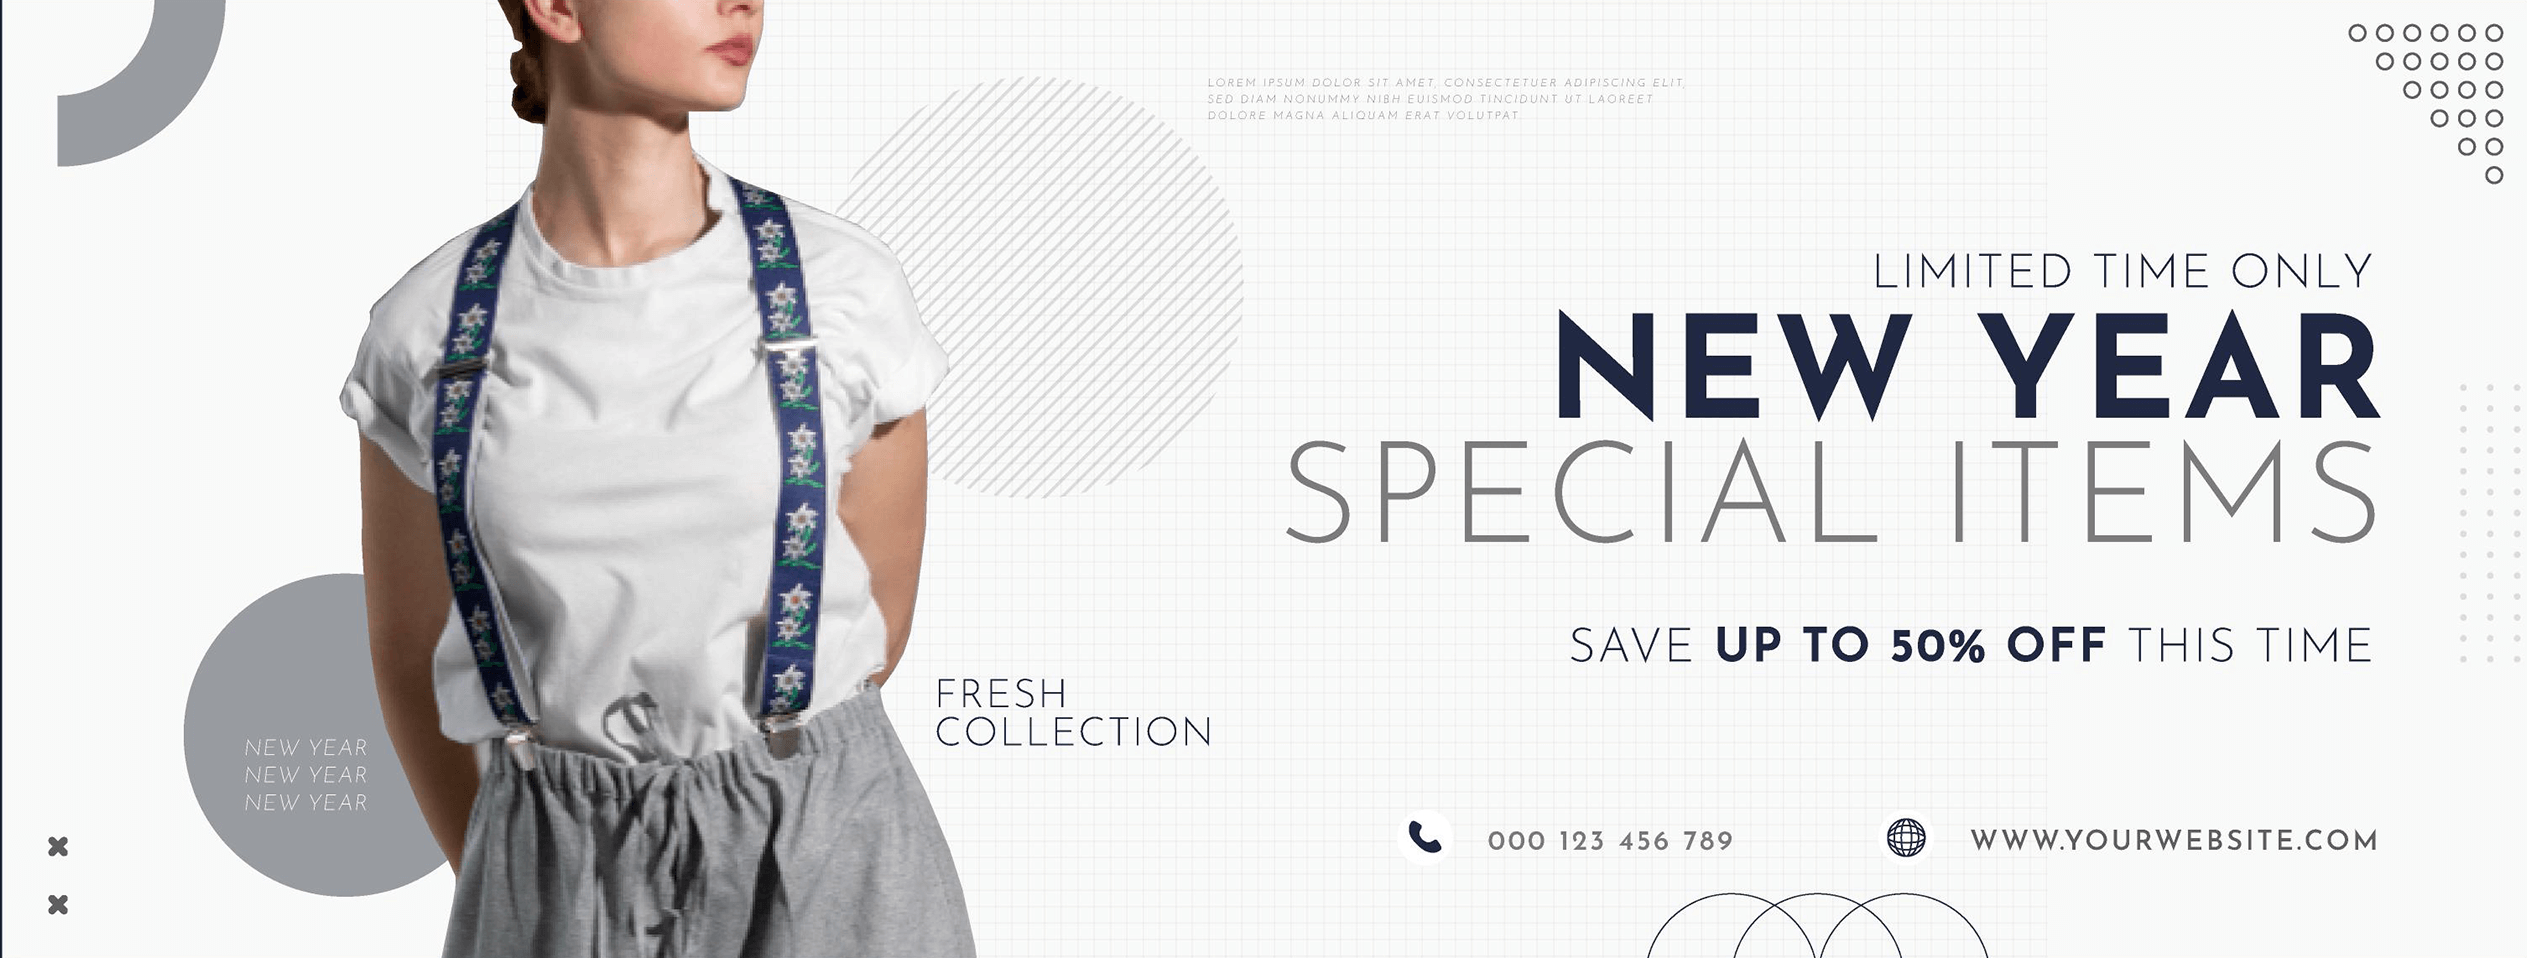 LOREM IPSUM DOLOR SIT AMET, CONSECTETUER ADIPISCING ELIT,
SED DIAM NONUMMY NIBH EUISMOD TINCIDUNT UT LAOREET
DOLORE MAGNA ALIQUAM ERAT VOLUTPAT.
LIMITED TIME ONLY
NEW YEAR
SPECIAL ITEMS
SAVE UP TO 50% OFF THIS TIME
FRESH
COLLECTION
NEW YEAR
NEW YEAR
NEW YEAR
000 123 456 789
WWW.YOURWEBSITE.COM